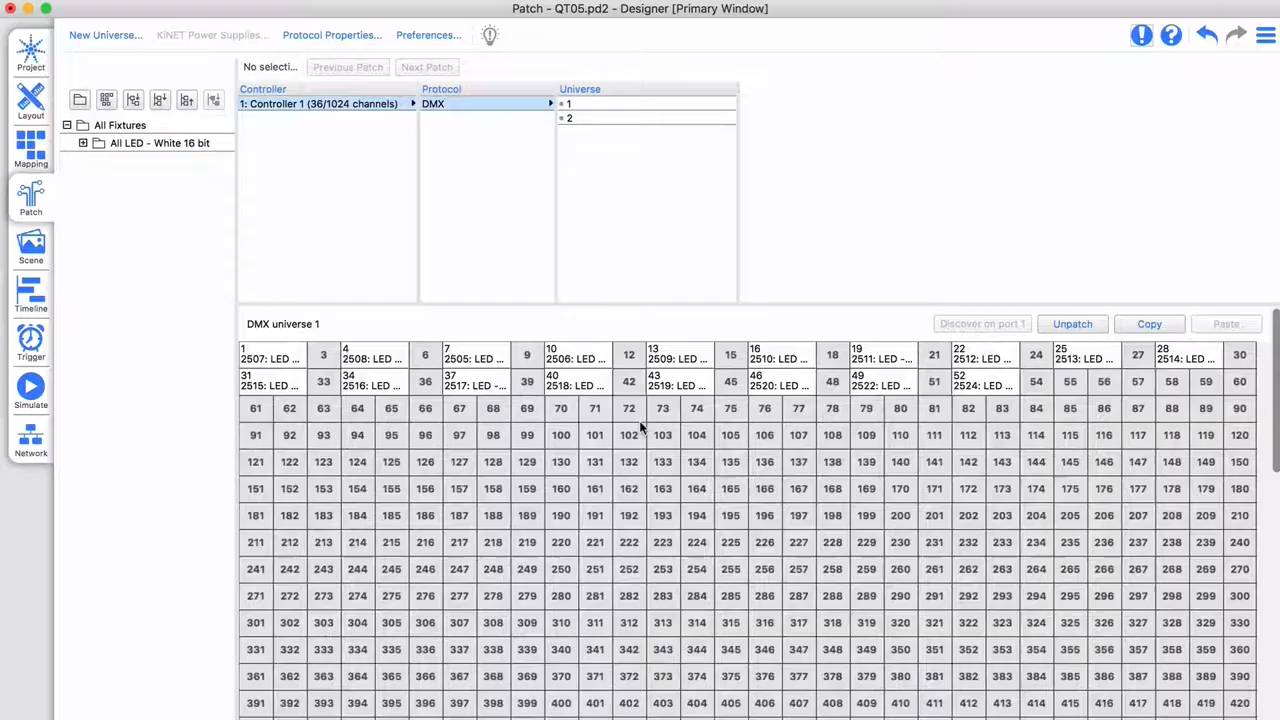 Patch - QT05.pd2 - Designer [Primary Window]
New Universe... KiNET Power Supplies... Protocol Properties... Preferences...
Project
Layout
Mapping
Patch
Scene
Timeline
Trigger
Simulate
Network
All Fixtures
All LED - White 16 bit
No selecti... Previous Patch Next Patch
Controller Protocol Universe
1: Controller 1 (36/1024 channels) DMX 1
2
DMX universe 1 Discover on port 1 Unpatch Copy Paste
1 4 7 10 13 16 19 22 25 28
2507: LED ... 3 2508: LED ... 6 2505: LED ... 9 2506: LED ... 12 2509: LED ... 15 2510: LED ... 18 2511: LED -... 21 2512: LED ... 24 2513: LED ... 27 2514: LED ... 30
31 34 37 40 43 46 49 52
2515: LED ... 33 2516: LED ... 36 2517: LED -... 39 2518: LED ... 42 2519: LED ... 45 2520: LED ... 48 2522: LED ... 51 2524: LED ... 54 55 56 57 58 59 60
61 62 63 64 65 66 67 68 69 70 71 72 73 74 75 76 77 78 79 80 81 82 83 84 85 86 87 88 89 90
91 92 93 94 95 96 97 98 99 100 101 102 103 104 105 106 107 108 109 110 111 112 113 114 115 116 117 118 119 120
121 122 123 124 125 126 127 128 129 130 131 132 133 134 135 136 137 138 139 140 141 142 143 144 145 146 147 148 149 150
151 152 153 154 155 156 157 158 159 160 161 162 163 164 165 166 167 168 169 170 171 172 173 174 175 176 177 178 179 180
181 182 183 184 185 186 187 188 189 190 191 192 193 194 195 196 197 198 199 200 201 202 203 204 205 206 207 208 209 210
211 212 213 214 215 216 217 218 219 220 221 222 223 224 225 226 227 228 229 230 231 232 233 234 235 236 237 238 239 240
241 242 243 244 245 246 247 248 249 250 251 252 253 254 255 256 257 258 259 260 261 262 263 264 265 266 267 268 269 270
271 272 273 274 275 276 277 278 279 280 281 282 283 284 285 286 287 288 289 290 291 292 293 294 295 296 297 298 299 300
301 302 303 304 305 306 307 308 309 310 311 312 313 314 315 316 317 318 319 320 321 322 323 324 325 326 327 328 329 330
331 332 333 334 335 336 337 338 339 340 341 342 343 344 345 346 347 348 349 350 351 352 353 354 355 356 357 358 359 360
361 362 363 364 365 366 367 368 369 370 371 372 373 374 375 376 377 378 379 380 381 382 383 384 385 386 387 388 389 390
391 392 393 394 395 396 397 398 399 400 401 402 403 404 405 406 407 408 409 410 411 412 413 414 415 416 417 418 419 420